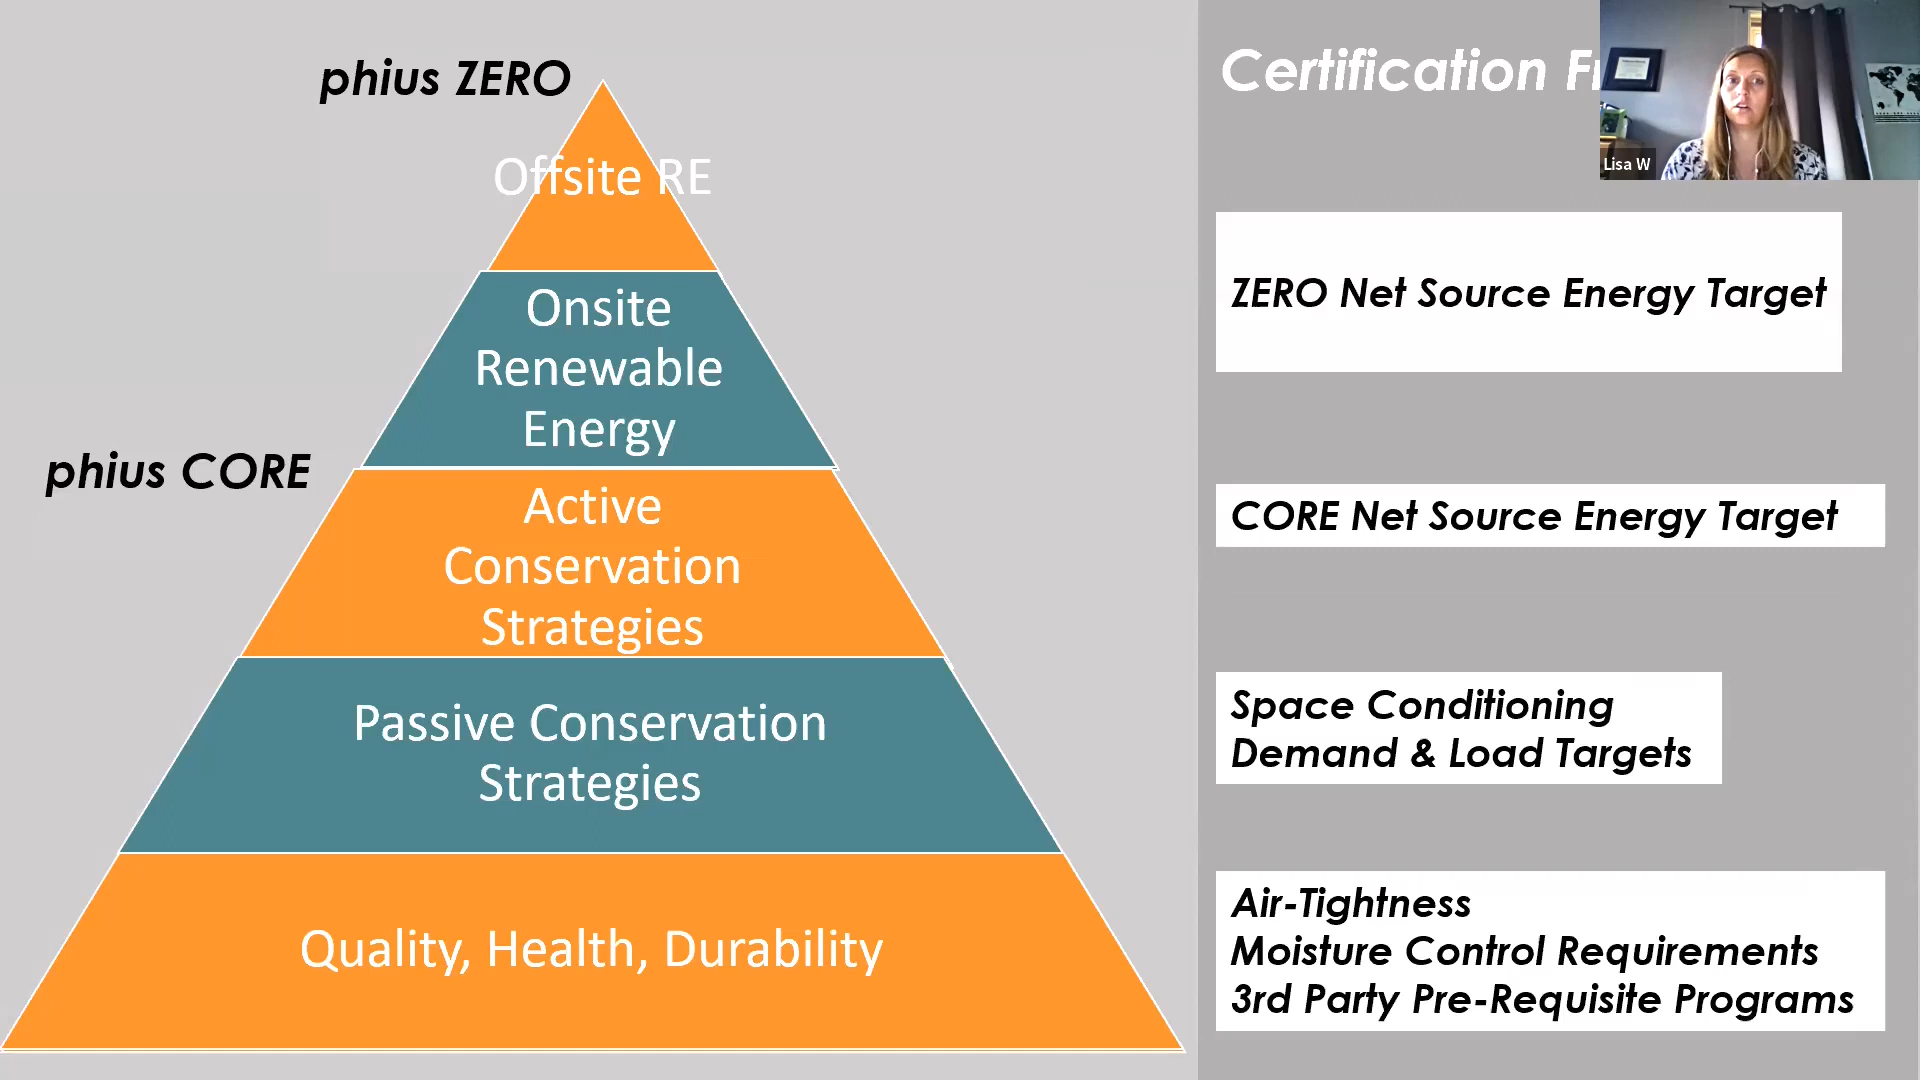 phius ZERO
Offsite RE
Onsite
Renewable
Energy
phius CORE
Active
Conservation
Strategies
Passive Conservation
Strategies
Quality, Health, Durability
Certification
Lisa W
ZERO Net Source Energy Target
CORE Net Source Energy Target
Space Conditioning
Demand & Load Targets
Air-Tightness
Moisture Control Requirements
3rd Party Pre-Requisite Programs